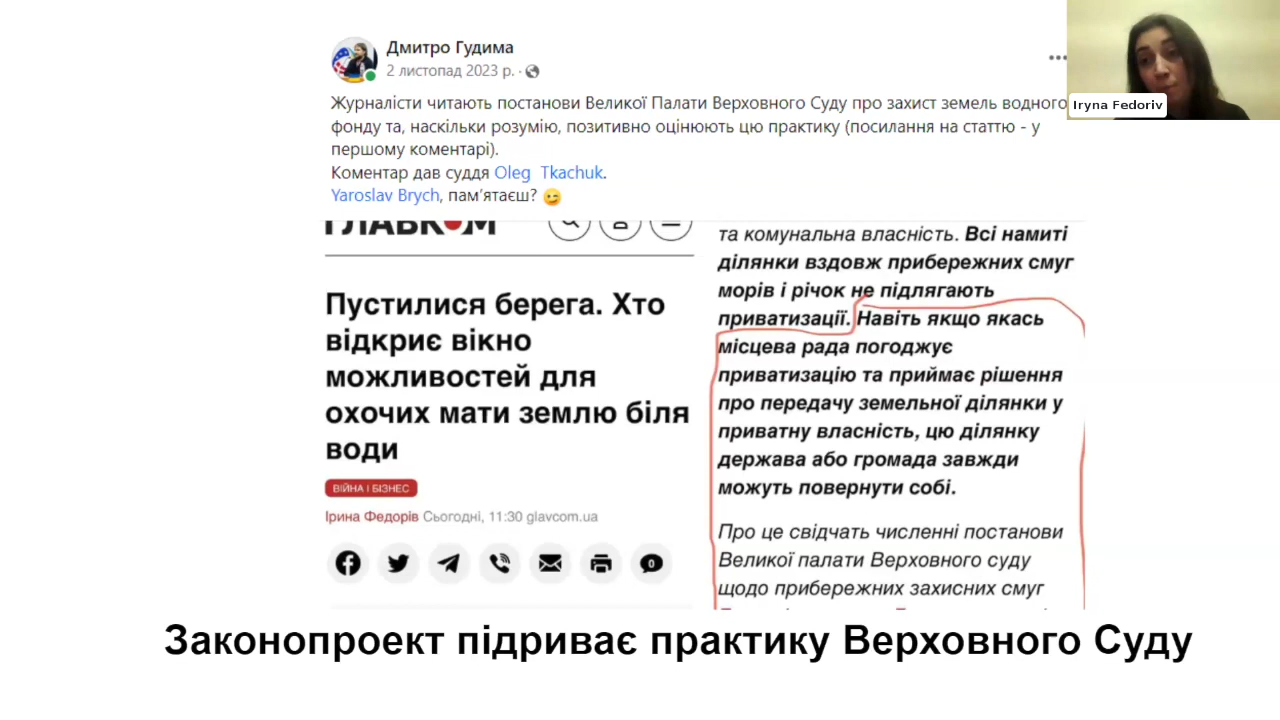 Дмитро Гудима
2 листопад 2023 р. ·
Журналісти читають постанови Великої Палати Верховного Суду про захист земель водного
фонду та, наскільки розумію, позитивно оцінюють цю практику (посилання на статтю - у
першому коментарі).
Коментар дав суддя Oleg Tkachuk.
Yaroslav Brych, пам'ятаєш? 😉
Iryna Fedoriv
ГЛАВКОМ
Пустилися берега. Хто
відкриє вікно
можливостей для
охочих мати землю біля
води
ВІЙНА І БІЗНЕС
Ірина Федорів Сьогодні, 11:30 glavcom.ua
0
та комунальна власність. Всі намиті
ділянки вздовж прибережних смуг
морів і річок не підлягають
приватизації. Навіть якщо якась
місцева рада погоджує
приватизацію та приймає рішення
про передачу земельної ділянки у
приватну власність, цю ділянку
держава або громада завжди
можуть повернути собі.
Про це свідчать численні постанови
Великої палати Верховного суду
щодо прибережних захисних смуг
Законопроект підриває практику Верховного Суду